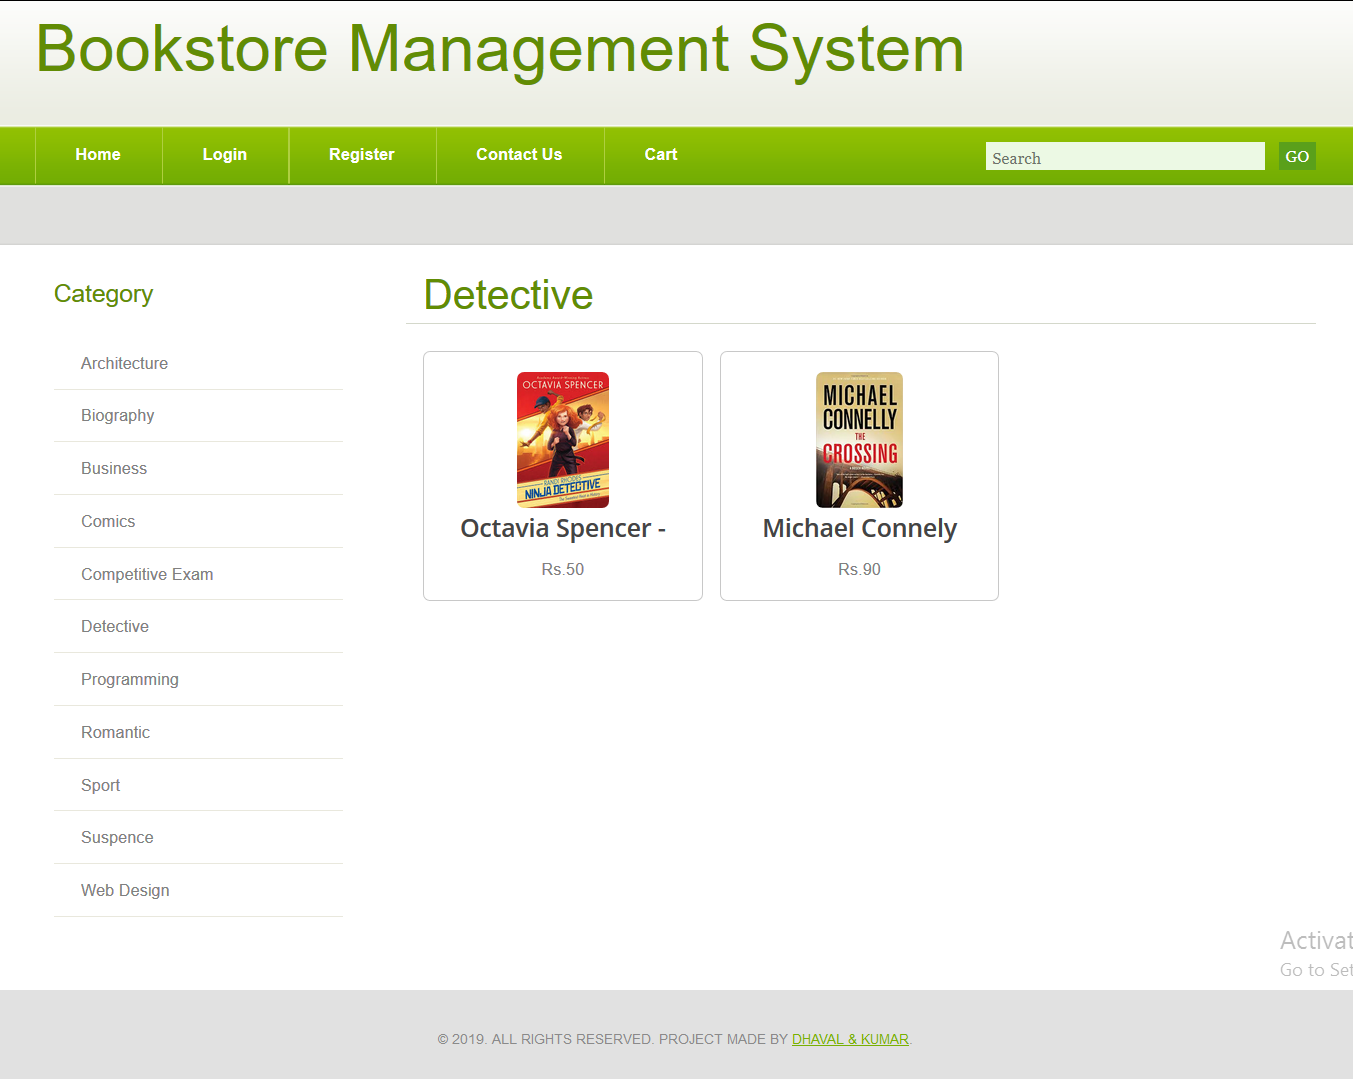 Bookstore Management System
Home
Login
Register
Contact Us
Cart
Search
GO
Category
Architecture
Biography
Business
Comics
Competitive Exam
Detective
Programming
Romantic
Sport
Suspence
Web Design
Detective
OCTAVIA SPENCER
RANDI RHODES
NINJA DETECTIVE
Octavia Spencer -
Rs.50
MICHAEL
CONNELLY
THE
CROSSING
Michael Connely
Rs.90
Activat
Go to Set
© 2019. ALL RIGHTS RESERVED. PROJECT MADE BY DHAVAL & KUMAR.